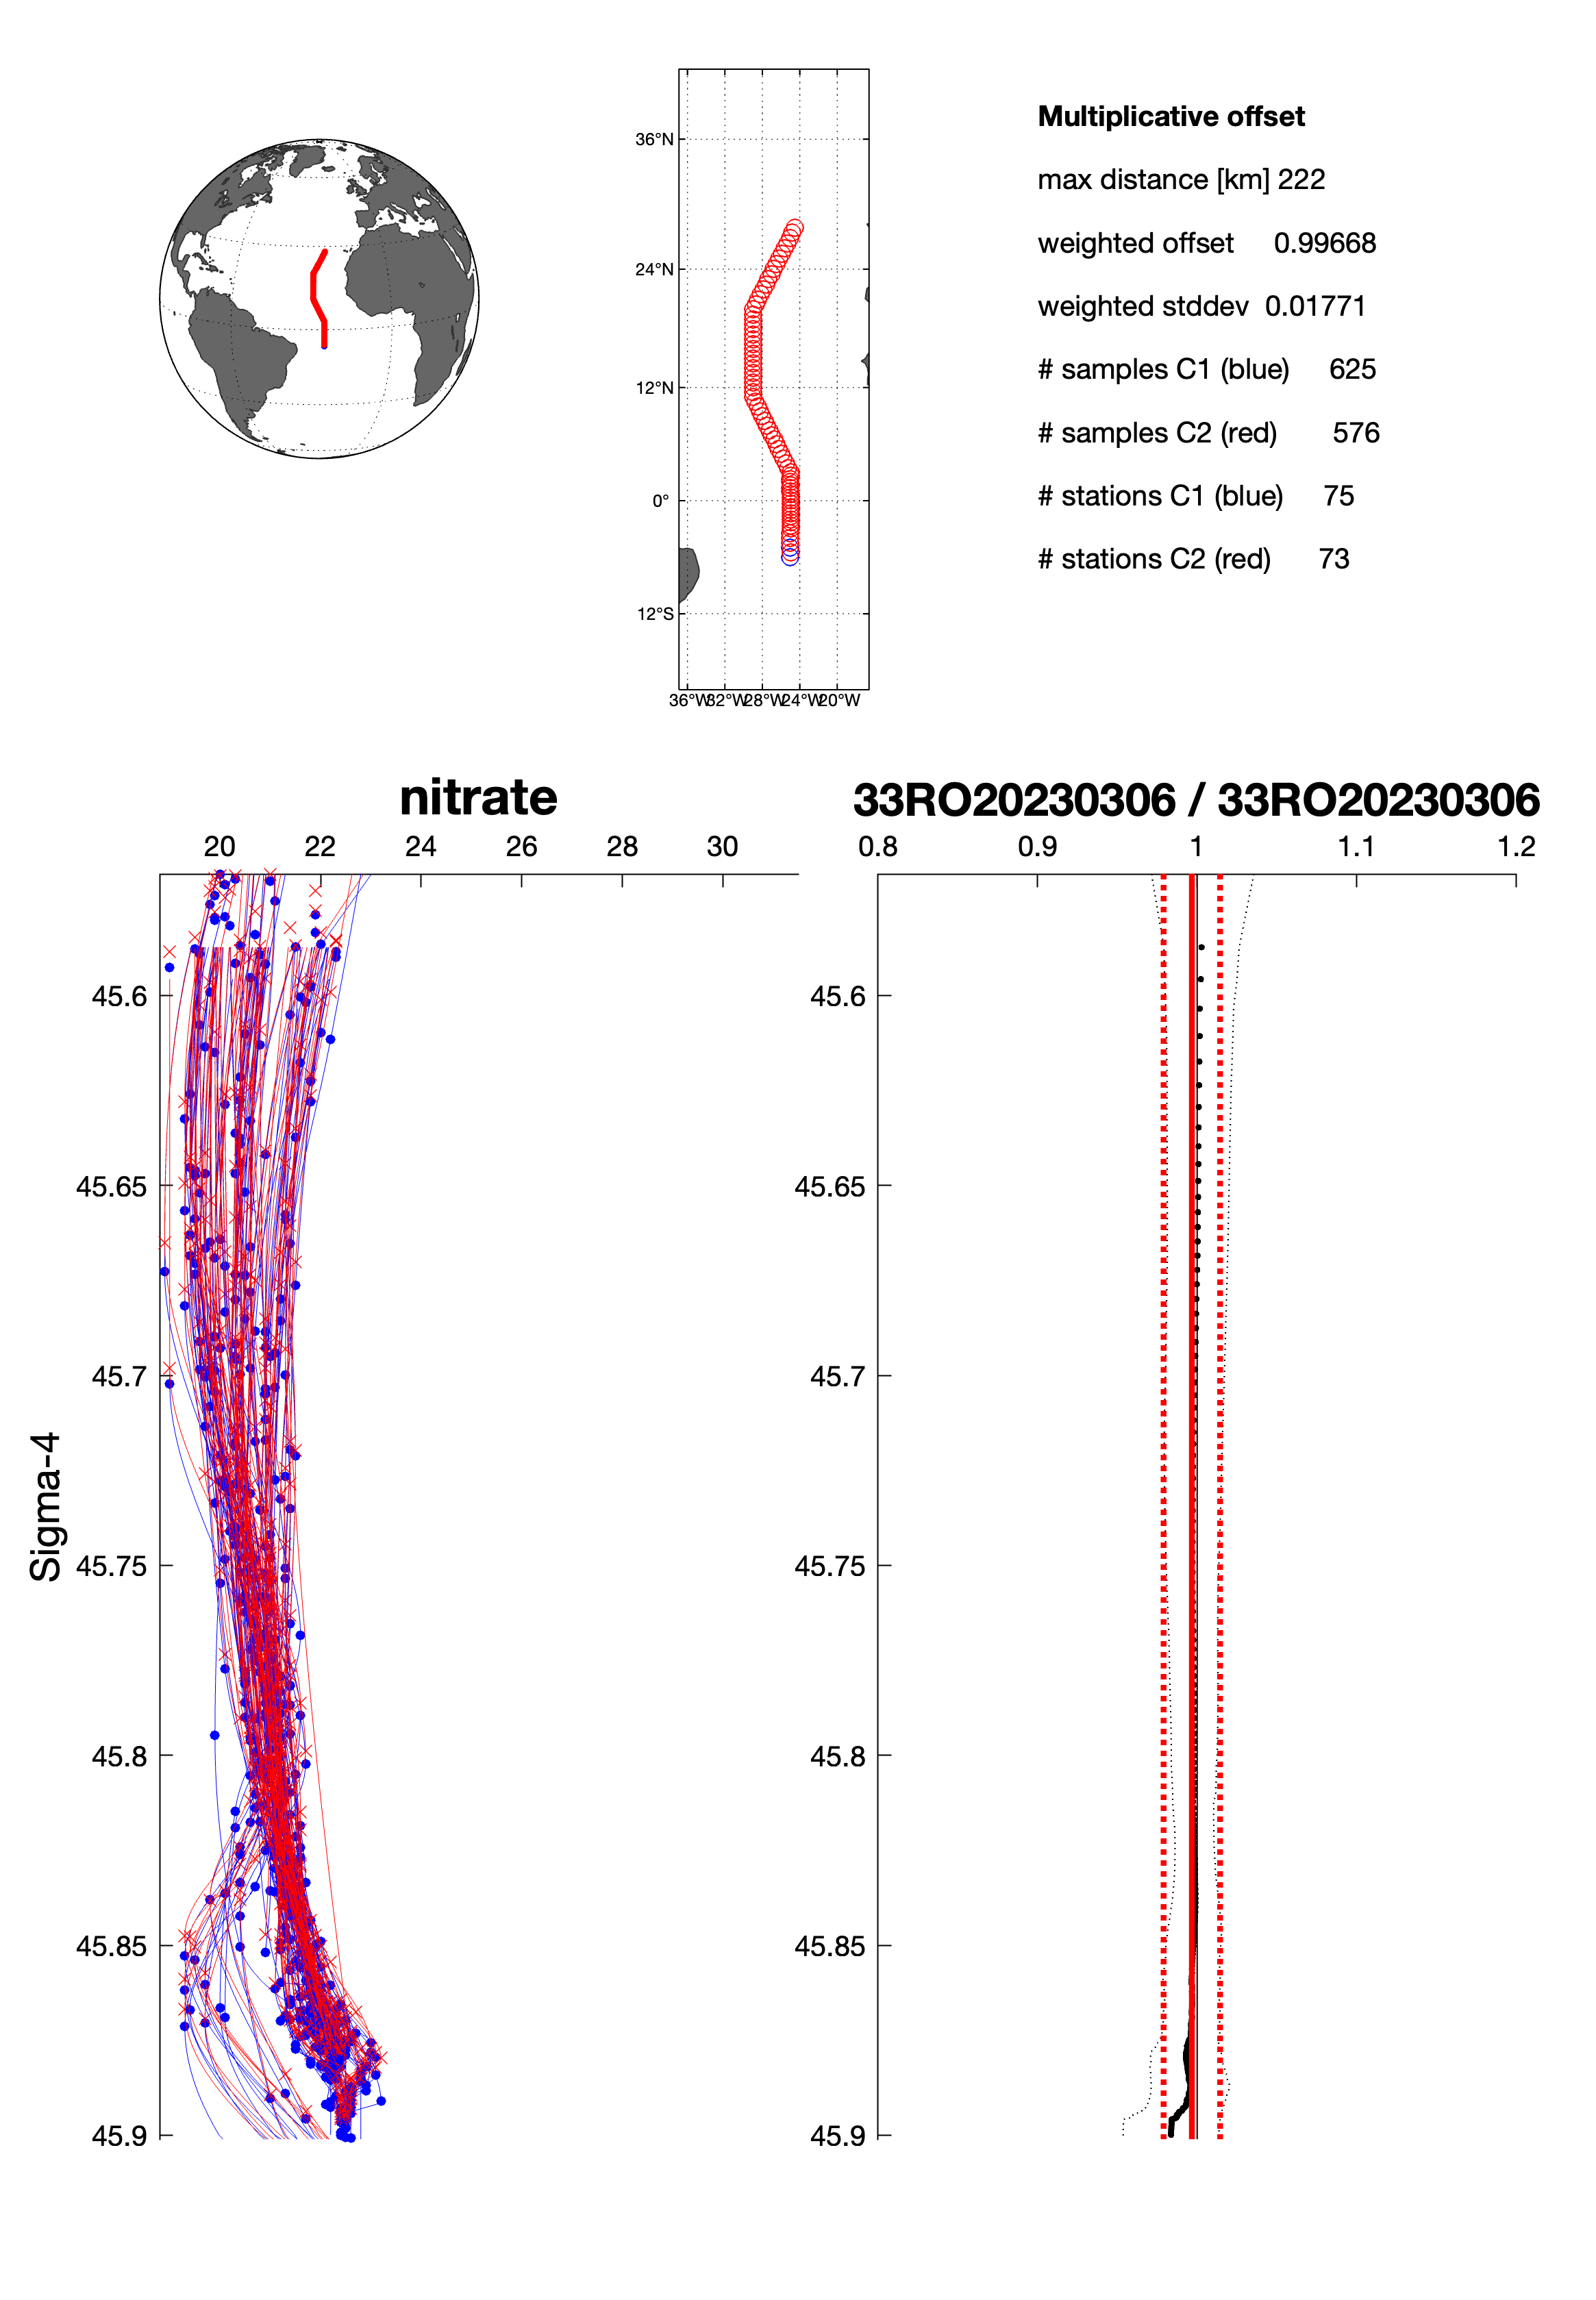 Multiplicative offset
max distance [km] 222
weighted offset 0.99668
weighted stddev 0.01771
# samples C1 (blue) 625
# samples C2 (red) 576
# stations C1 (blue) 75
# stations C2 (red) 73
36°N
24°N
12°N
0°
12°S
36°W 32°W 28°W 24°W 20°W
nitrate
20 22 24 26 28 30
45.6
45.65
45.7
45.75
45.8
45.85
45.9
Sigma-4
33RO20230306 / 33RO20230306
0.8 0.9 1 1.1 1.2
45.6
45.65
45.7
45.75
45.8
45.85
45.9